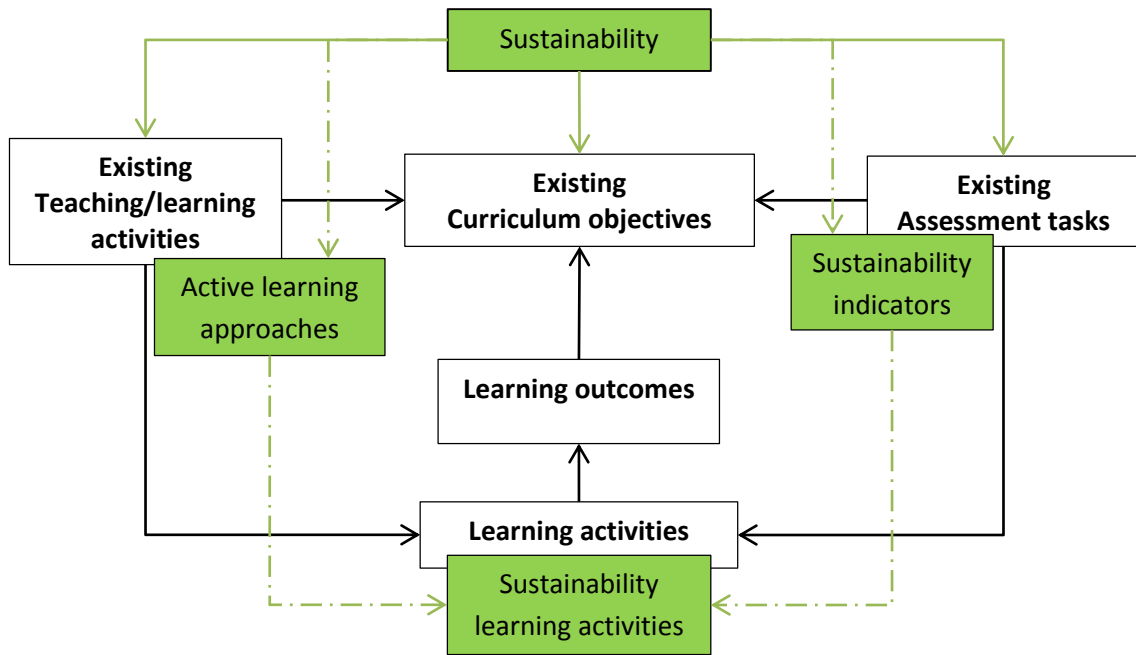 Sustainability
Existing
Teaching/learning
activities
Existing
Curriculum objectives
Existing
Assessment tasks
Active learning
approaches
Sustainability
indicators
Learning outcomes
Learning activities
Sustainability
learning activities